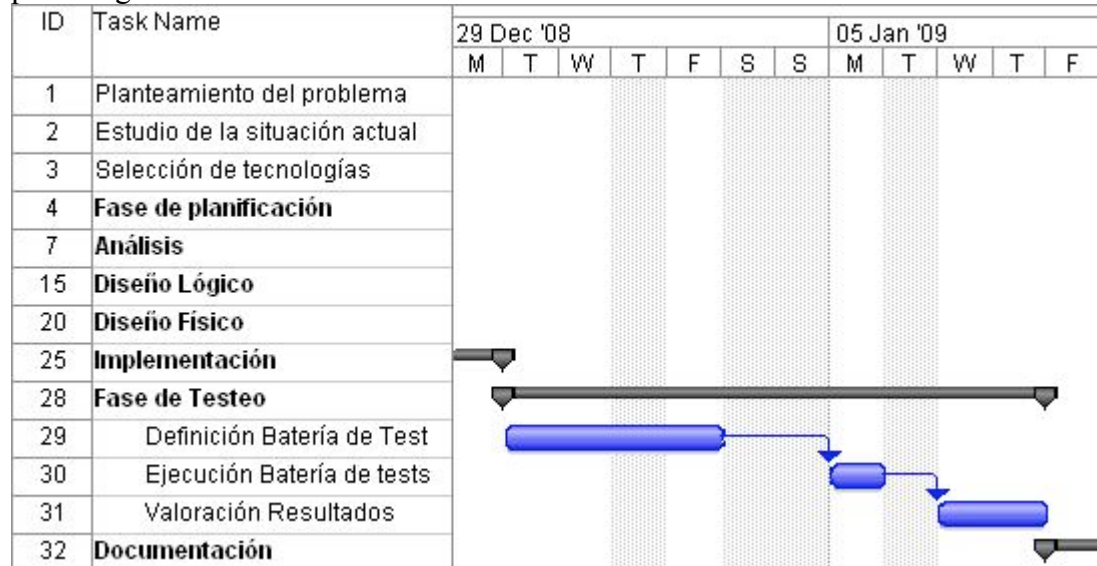 ID Task Name 29 Dec '08 05 Jan '09
M T W T F S S M T W T F
1 Planteamiento del problema
2 Estudio de la situación actual
3 Selección de tecnologías
4 Fase de planificación
7 Análisis
15 Diseño Lógico
20 Diseño Físico
25 Implementación
28 Fase de Testeo
29 Definición Batería de Test
30 Ejecución Batería de tests
31 Valoración Resultados
32 Documentación